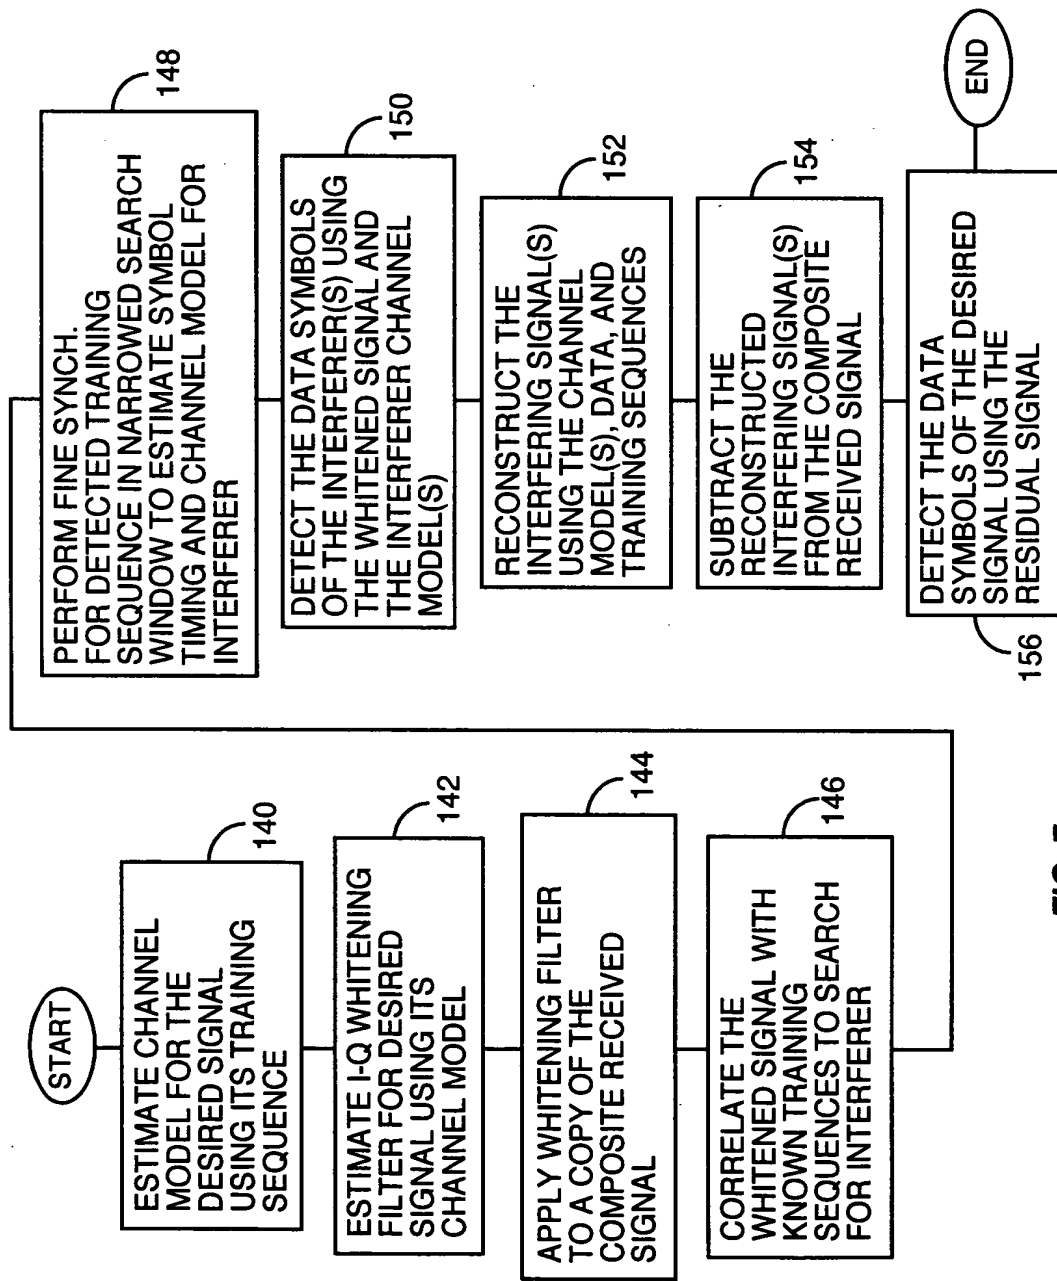 START
ESTIMATE CHANNEL
MODEL FOR THE
DESIRED SIGNAL
USING ITS TRAINING
SEQUENCE
140
ESTIMATE I-Q WHITENING
FILTER FOR DESIRED
SIGNAL USING ITS
CHANNEL MODEL
142
APPLY WHITENING FILTER
TO A COPY OF THE
COMPOSITE RECEIVED
SIGNAL
144
CORRELATE THE
WHITENED SIGNAL WITH
KNOWN TRAINING
SEQUENCES TO SEARCH
FOR INTERFERER
146
PERFORM FINE SYNCH.
FOR DETECTED TRAINING
SEQUENCE IN NARROWED SEARCH
WINDOW TO ESTIMATE SYMBOL
TIMING AND CHANNEL MODEL FOR
INTERFERER
148
DETECT THE DATA SYMBOLS
OF THE INTERFERER(S) USING
THE WHITENED SIGNAL AND
THE INTERFERER CHANNEL
MODEL(S)
150
RECONSTRUCT THE
INTERFERING SIGNAL(S)
USING THE CHANNEL
MODEL(S), DATA, AND
TRAINING SEQUENCES
152
SUBTRACT THE
RECONSTRUCTED
INTERFERING SIGNAL(S)
FROM THE COMPOSITE
RECEIVED SIGNAL
154
DETECT THE DATA
SYMBOLS OF THE DESIRED
SIGNAL USING THE
RESIDUAL SIGNAL
156
END